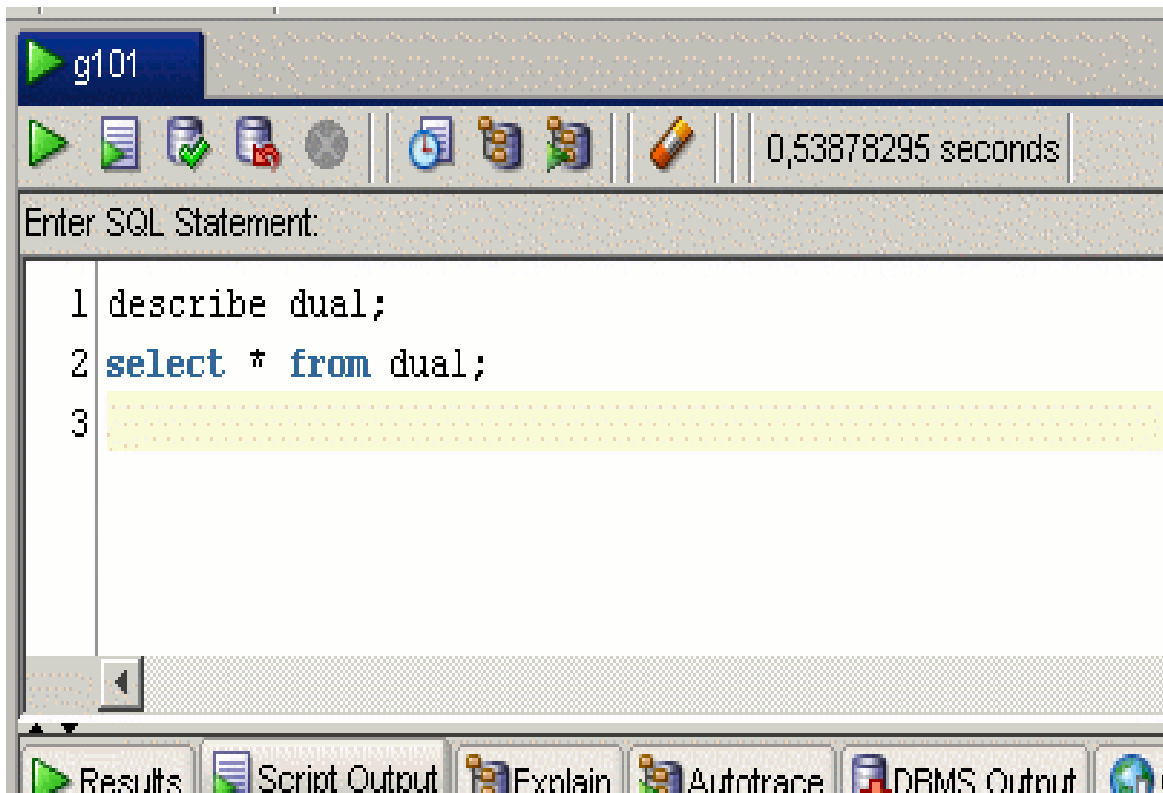 g101
0,53878295 seconds
Enter SQL Statement:
1 describe dual;
2 select * from dual;
3
Results Script Output Explain Autotrace DBMS Output